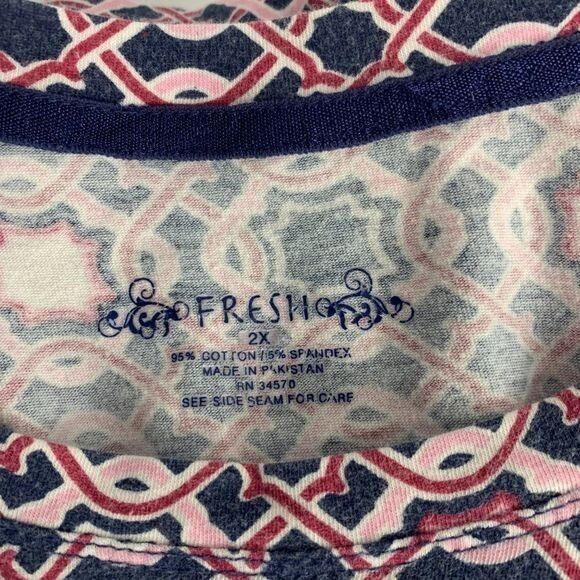 FRESH
2X
95% COTTON / 5% SPANDEX
MADE IN PAKISTAN
RN 34570
SEE SIDE SEAM FOR CARE